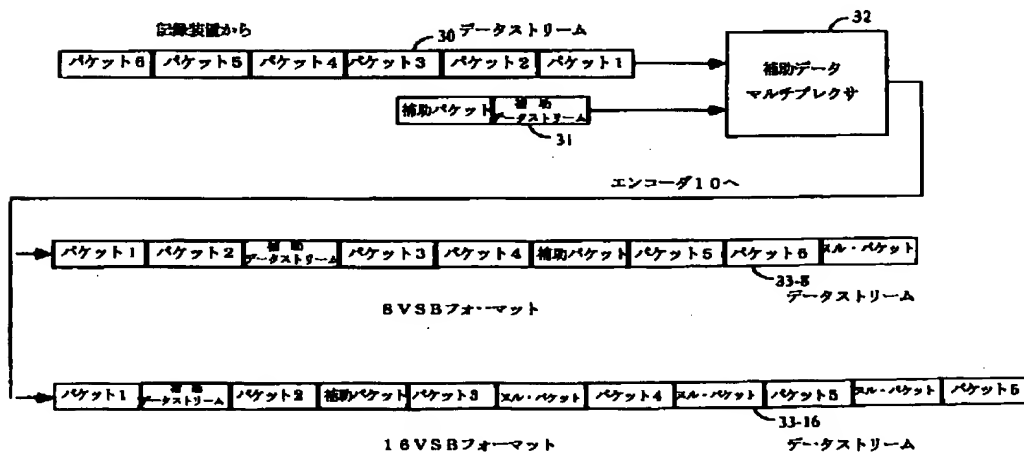 記録装置から
30 データストリーム
パケット6 パケット5 パケット4 パケット3 パケット2 パケット1
32
補助データ
マルチプレクサ
補助パケット 補助データストリーム
31
エンコーダ10へ
パケット1 パケット2 補助データストリーム パケット3 パケット4 補助パケット パケット5 パケット6 ヌル・パケット
33-8
データストリーム
8VSBフォーマット
パケット1 補助データストリーム パケット2 補助パケット パケット3 ヌル・パケット パケット4 ヌル・パケット パケット5 ヌル・パケット パケット6
33-16
データストリーム
16VSBフォーマット